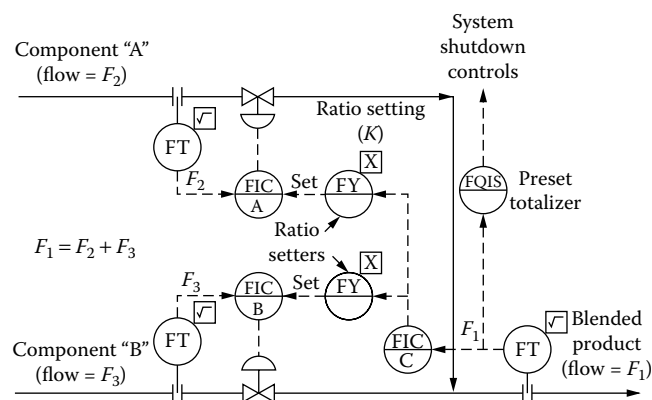 System
shutdown
controls
Component “A”
(flow = F₂)
Ratio setting
(K)
√
FT
X
F₂
FIC
A
Set
FY
FQIS
Preset
totalizer
Ratio
setters
F₁ = F₂ + F₃
X
F₃
FIC
B
Set
FY
√
FT
FIC
C
F₁
FT
√
Blended
product
(flow = F₁)
Component “B”
(flow = F₃)